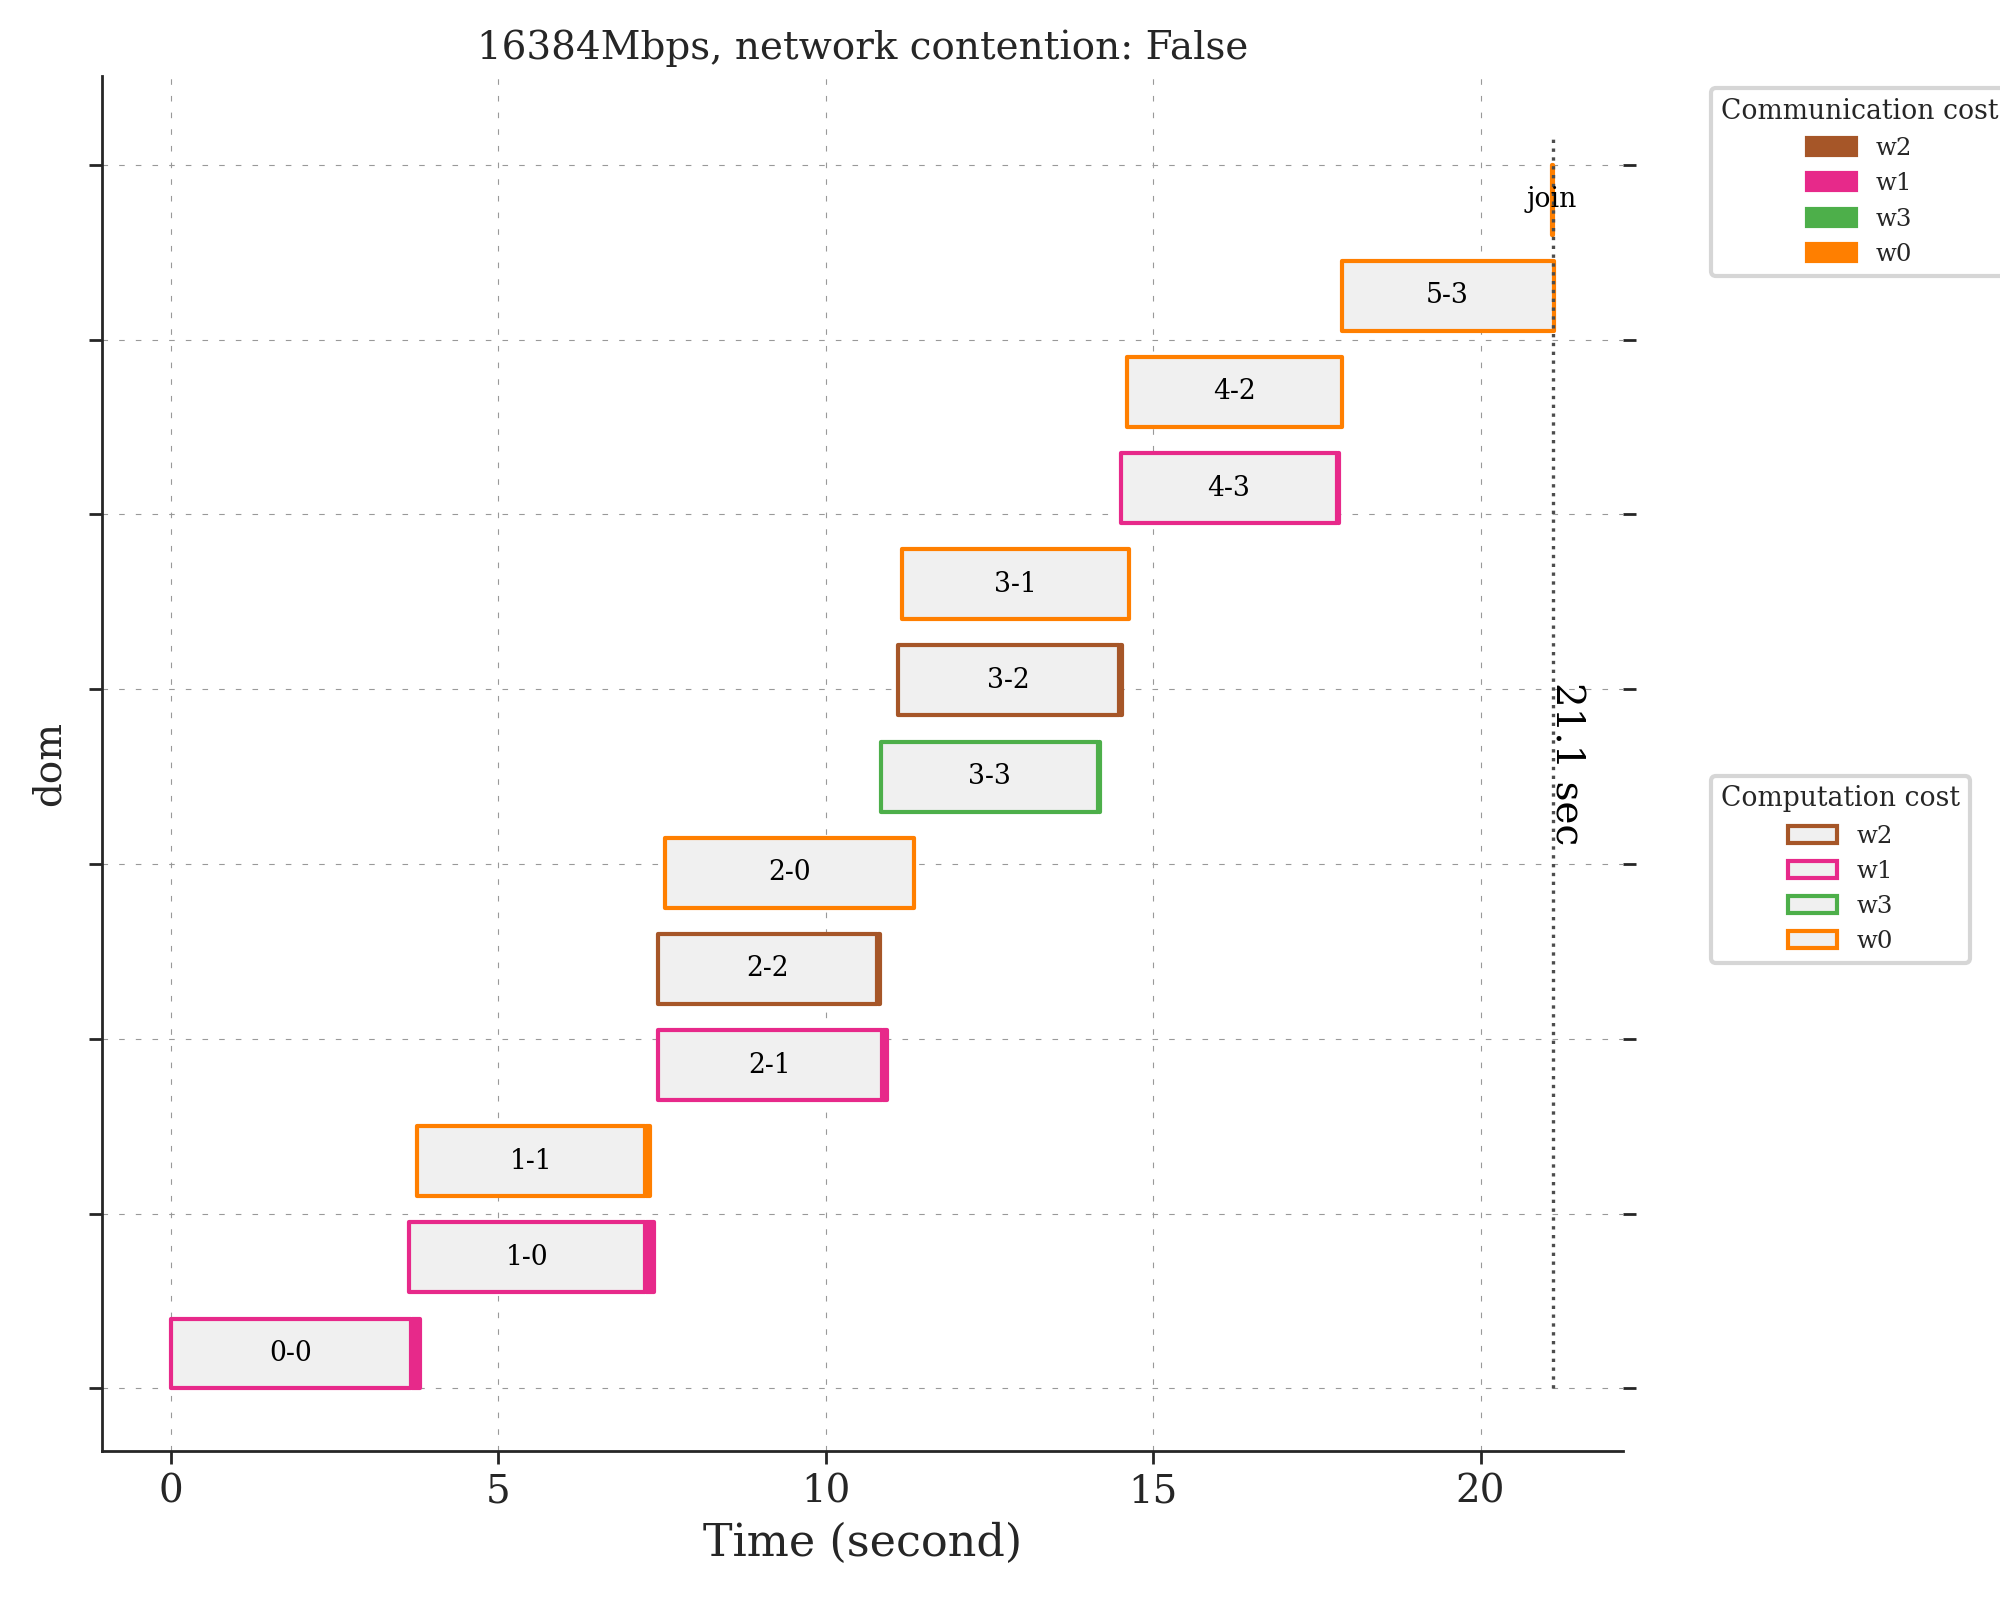 16384Mbps, network contention: False
Communication cost
w2
w1
w3
w0
join
5-3
4-2
4-3
3-1
3-2
3-3
2-0
2-2
2-1
1-1
1-0
0-0
21.1 sec
Computation cost
w2
w1
w3
w0
dom
0 5 10 15 20
Time (second)